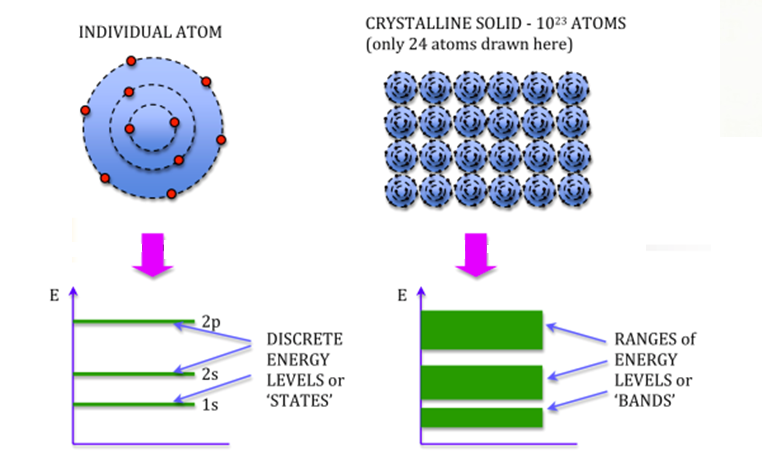 INDIVIDUAL ATOM
CRYSTALLINE SOLID - 10²³ ATOMS
(only 24 atoms drawn here)
E
2p
2s
1s
DISCRETE
ENERGY
LEVELS or
‘STATES’
E
RANGES of
ENERGY
LEVELS or
‘BANDS’